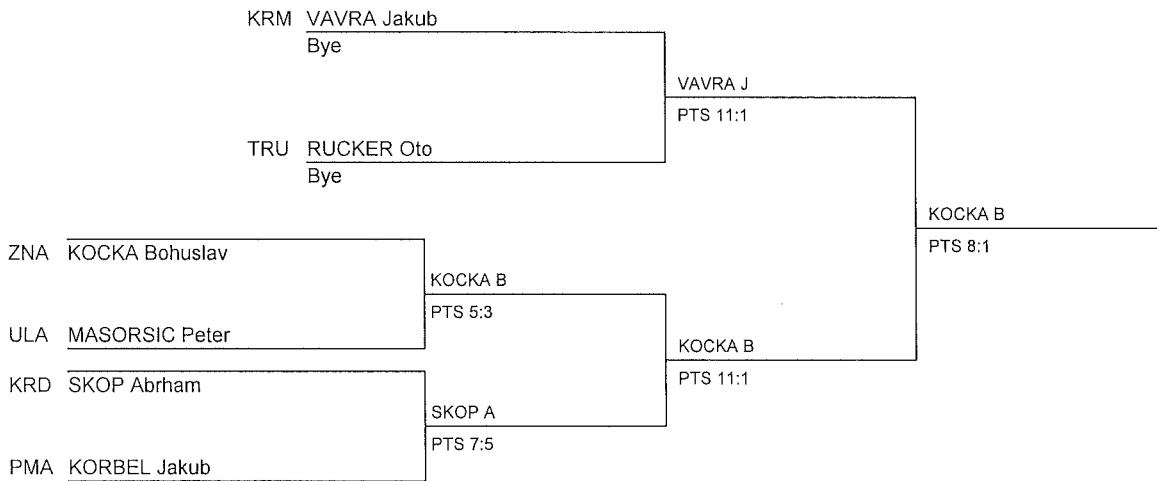 KRM VAVRA Jakub
Bye
VAVRA J
PTS 11:1
TRU RUCKER Oto
Bye
KOCKA B
PTS 8:1
ZNA KOCKA Bohuslav
KOCKA B
PTS 5:3
ULA MASORSIC Peter
KOCKA B
PTS 11:1
KRD SKOP Abrham
SKOP A
PTS 7:5
PMA KORBEL Jakub